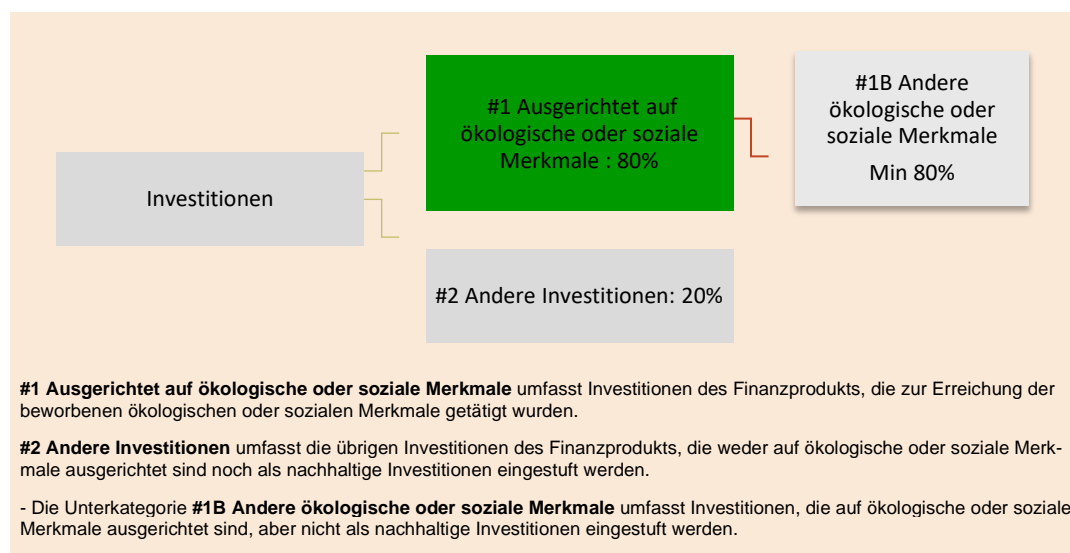 Investitionen
#1 Ausgerichtet auf
ökologische oder soziale
Merkmale : 80%
#1B Andere
ökologische oder
soziale Merkmale
Min 80%
#2 Andere Investitionen: 20%
#1 Ausgerichtet auf ökologische oder soziale Merkmale umfasst Investitionen des Finanzprodukts, die zur Erreichung der
beworbenen ökologischen oder sozialen Merkmale getätigt wurden.
#2 Andere Investitionen umfasst die übrigen Investitionen des Finanzprodukts, die weder auf ökologische oder soziale Merk-
male ausgerichtet sind noch als nachhaltige Investitionen eingestuft werden.
- Die Unterkategorie #1B Andere ökologische oder soziale Merkmale umfasst Investitionen, die auf ökologische oder soziale
Merkmale ausgerichtet sind, aber nicht als nachhaltige Investitionen eingestuft werden.